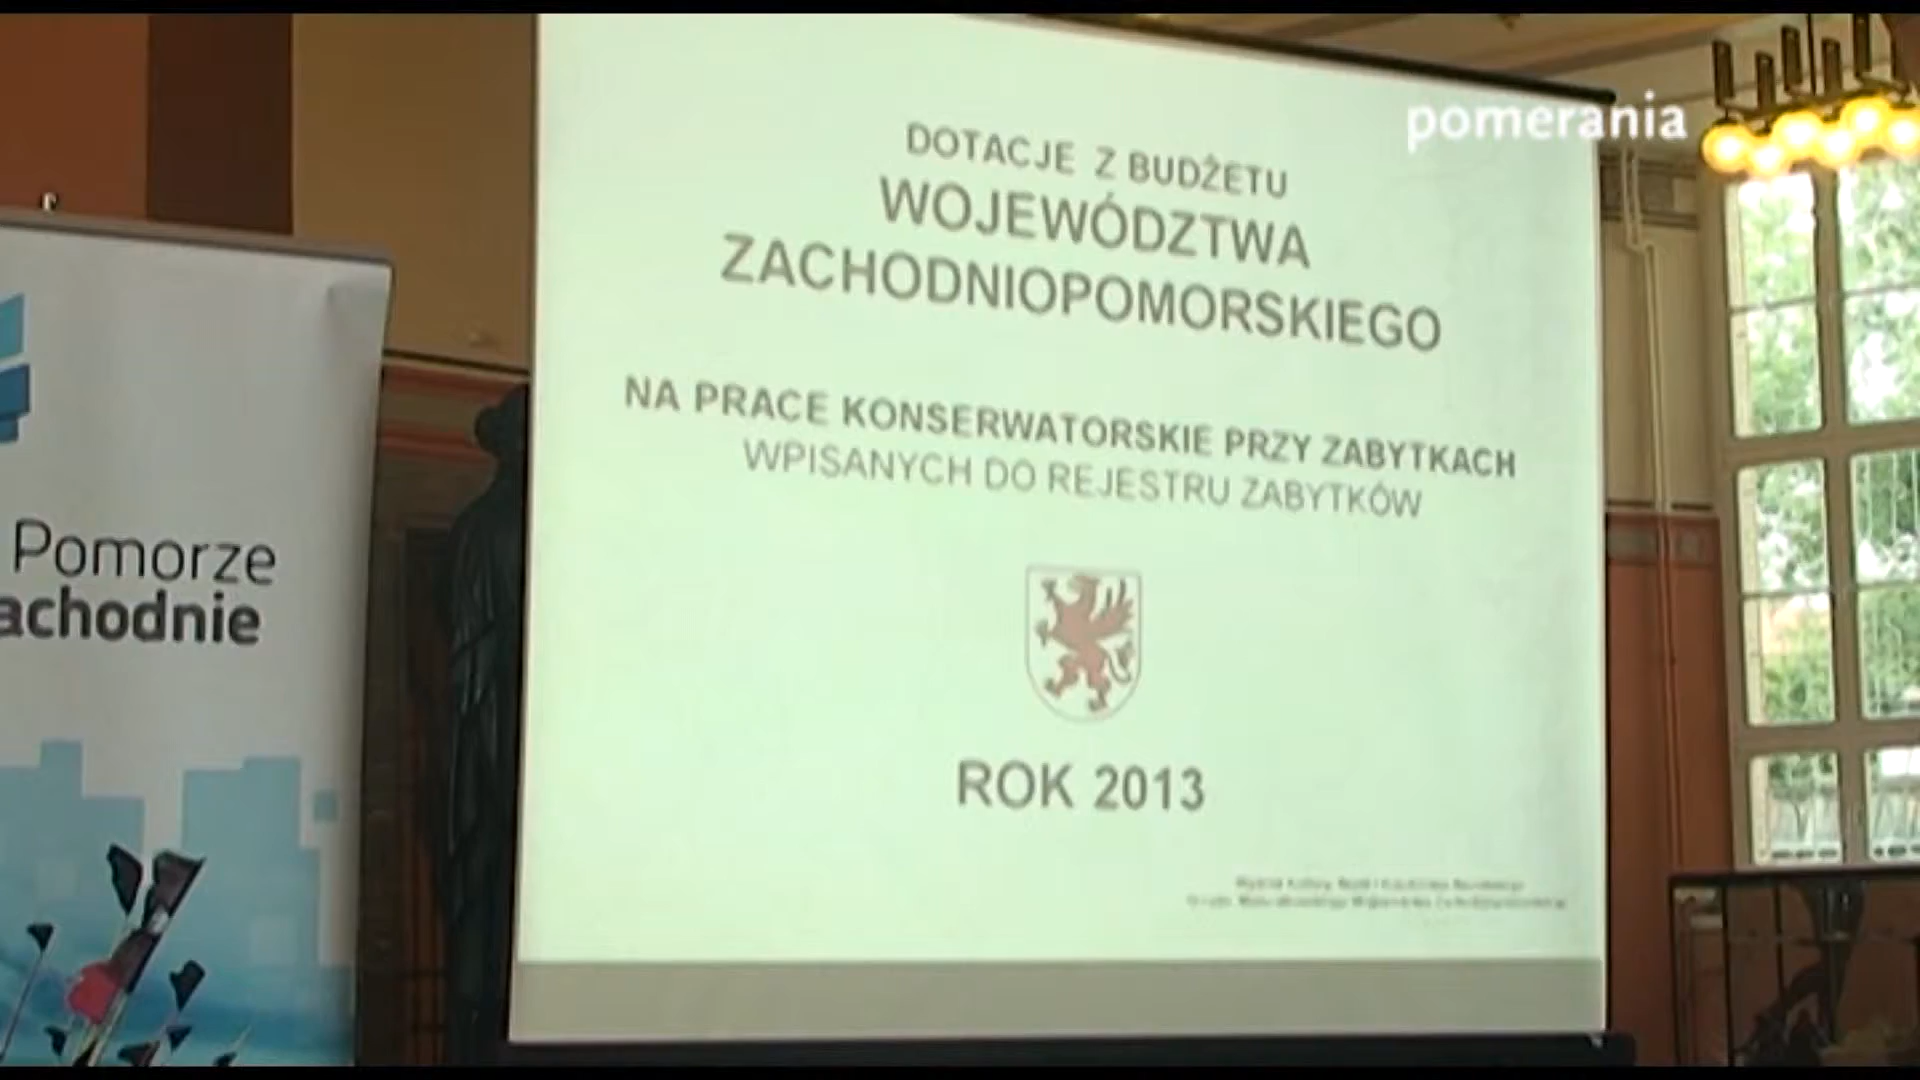 pomerania
DOTACJE Z BUDŻETU
WOJEWÓDZTWA
ZACHODNIOPOMORSKIEGO
NA PRACE KONSERWATORSKIE PRZY ZABYTKACH
WPISANYCH DO REJESTRU ZABYTKÓW
ROK 2013
Pomorze
achodnie